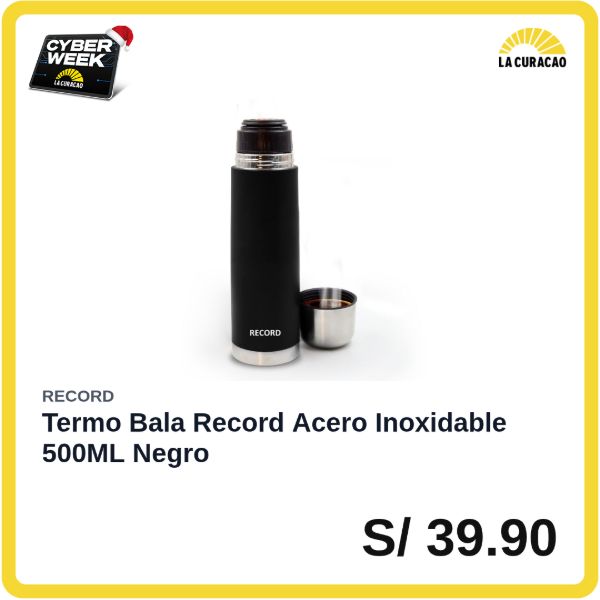 CYBER
WEEK
LA CURACAO
LA CURACAO
RECORD
RECORD
Termo Bala Record Acero Inoxidable
500ML Negro
S/ 39.90